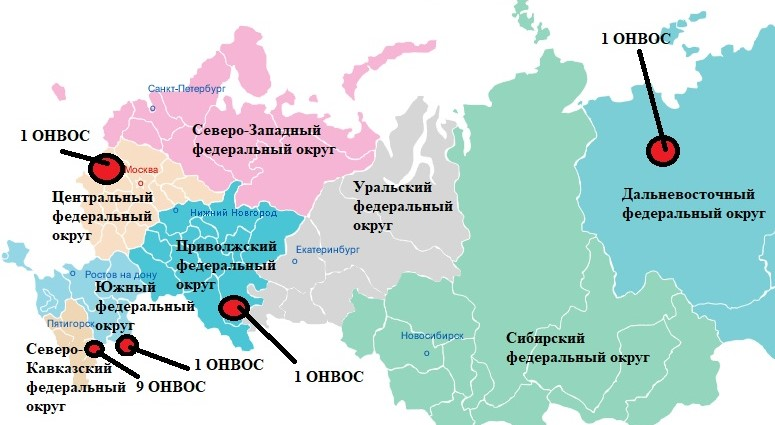 1 ОНВОС
Санкт-Петербург
Северо-Западный
федеральный округ
1 ОНВОС
Москва
Центральный
федеральный
округ
Уральский
федеральный
округ
Дальневосточный
федеральный округ
Нижний Новгород
Приволжский
федеральный
округ
Екатеринбург
Ростов на дону
Южный
федеральный
округ
Пятигорск
Новосибирск
Сибирский
федеральный округ
Северо-
Кавказский
федеральный
округ
1 ОНВОС
9 ОНВОС
1 ОНВОС